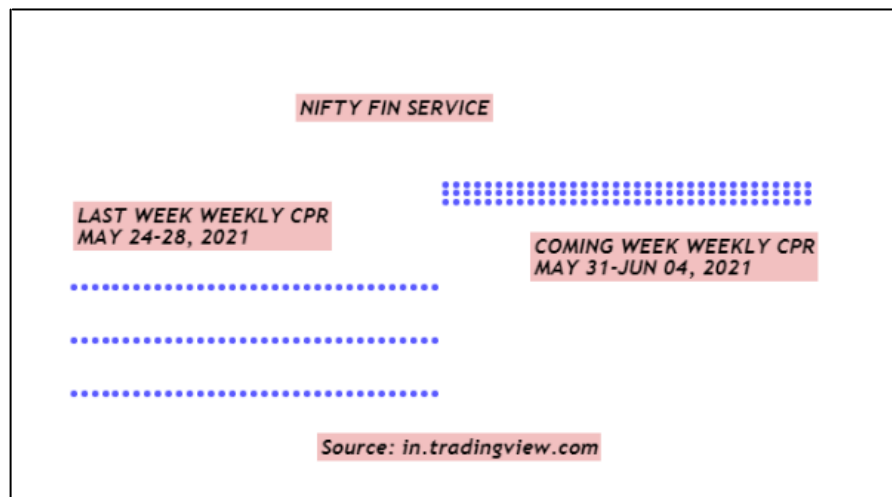 NIFTY FIN SERVICE
LAST WEEK WEEKLY CPR
MAY 24-28, 2021
COMING WEEK WEEKLY CPR
MAY 31-JUN 04, 2021
Source: in.tradingview.com